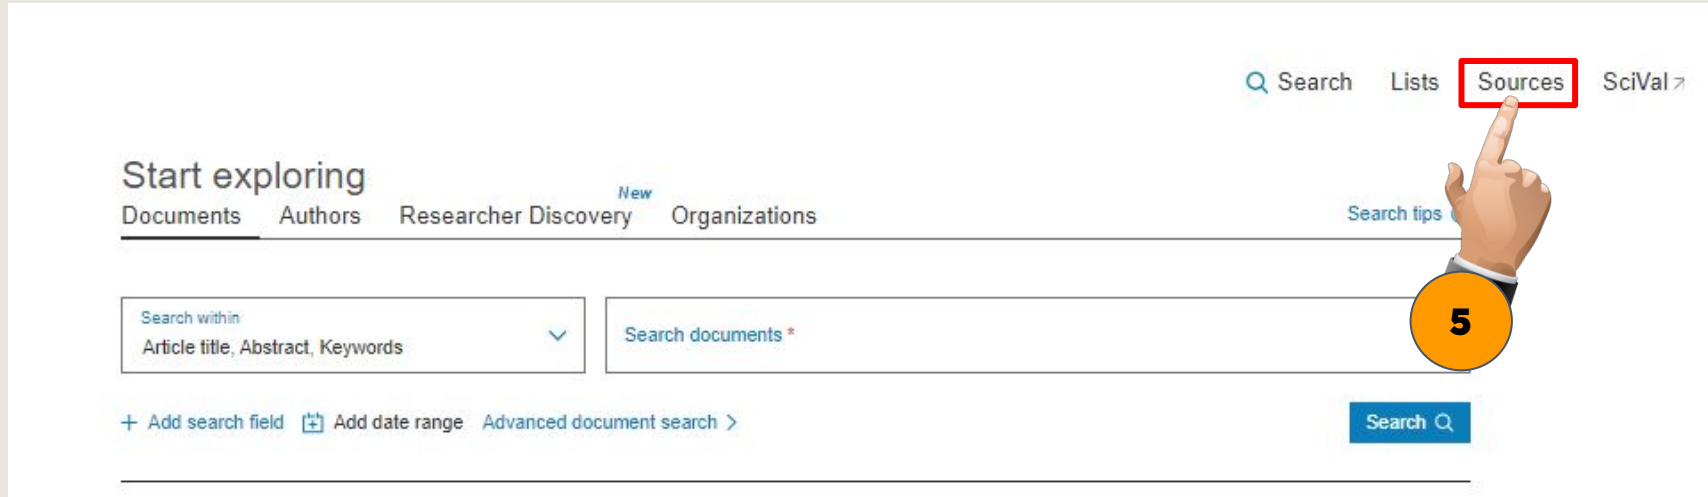 Search Lists Sources SciVal
Start exploring
New
Documents Authors Researcher Discovery Organizations Search tips
Search within
Article title, Abstract, Keywords
Search documents *
5
+ Add search field Add date range Advanced document search >
Search